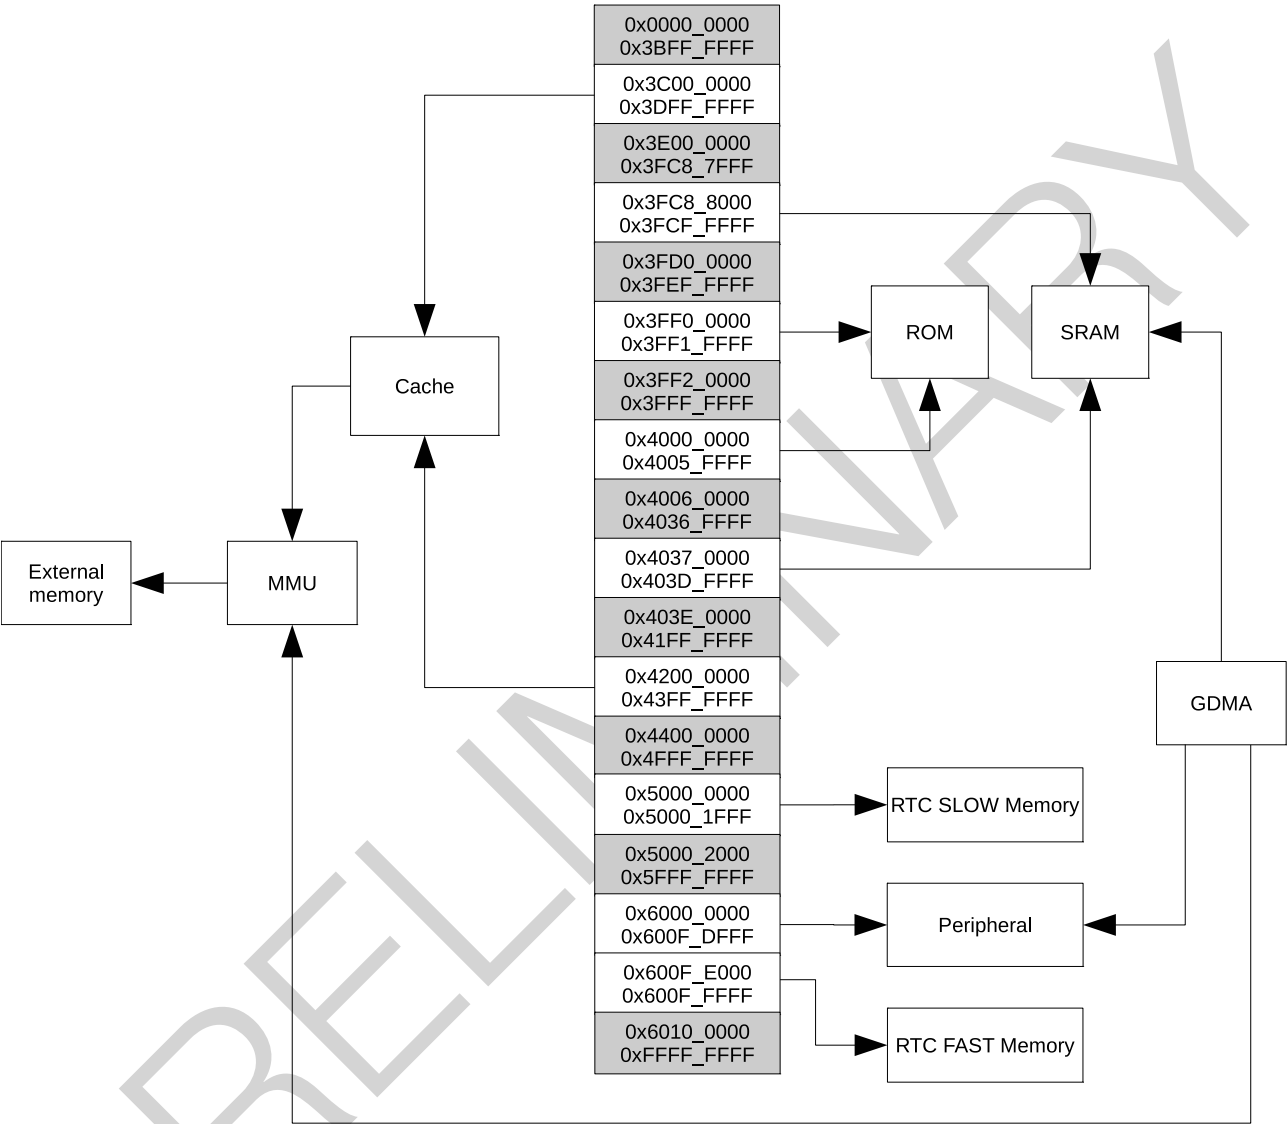 0x0000_0000
0x3BFF_FFFF
0x3C00_0000
0x3DFF_FFFF
0x3E00_0000
0x3FC8_7FFF
0x3FC8_8000
0x3FCF_FFFF
0x3FD0_0000
0x3FEF_FFFF
0x3FF0_0000
0x3FF1_FFFF
0x3FF2_0000
0x3FFF_FFFF
0x4000_0000
0x4005_FFFF
0x4006_0000
0x4036_FFFF
0x4037_0000
0x403D_FFFF
0x403E_0000
0x41FF_FFFF
0x4200_0000
0x43FF_FFFF
0x4400_0000
0x4FFF_FFFF
0x5000_0000
0x5000_1FFF
0x5000_2000
0x5FFF_FFFF
0x6000_0000
0x600F_DFFF
0x600F_E000
0x600F_FFFF
0x6010_0000
0xFFFF_FFFF
Cache
MMU
External
memory
ROM
SRAM
GDMA
RTC SLOW Memory
Peripheral
RTC FAST Memory
PRELIMINARY